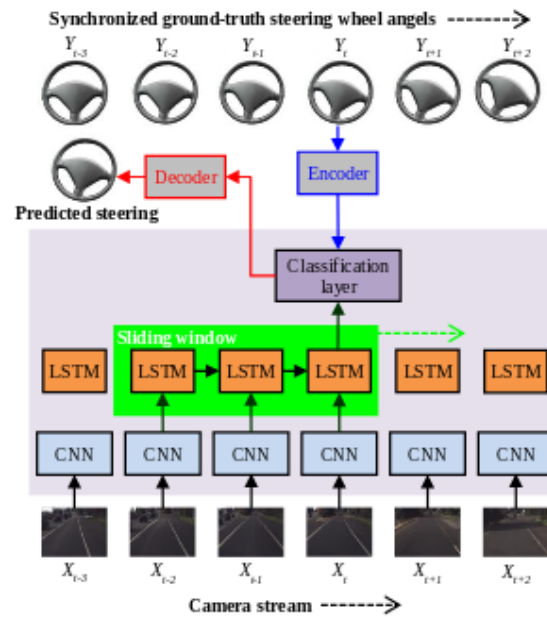 Synchronized ground-truth steering wheel angels
Y_{t-3} Y_{t-2} Y_{t-1} Y_t Y_{t+1} Y_{t+2}
Decoder Encoder
Predicted steering
Classification
layer
Sliding window
LSTM LSTM LSTM LSTM LSTM LSTM
CNN CNN CNN CNN CNN CNN
X_{t-3} X_{t-2} X_{t-1} X_t X_{t+1} X_{t+2}
Camera stream